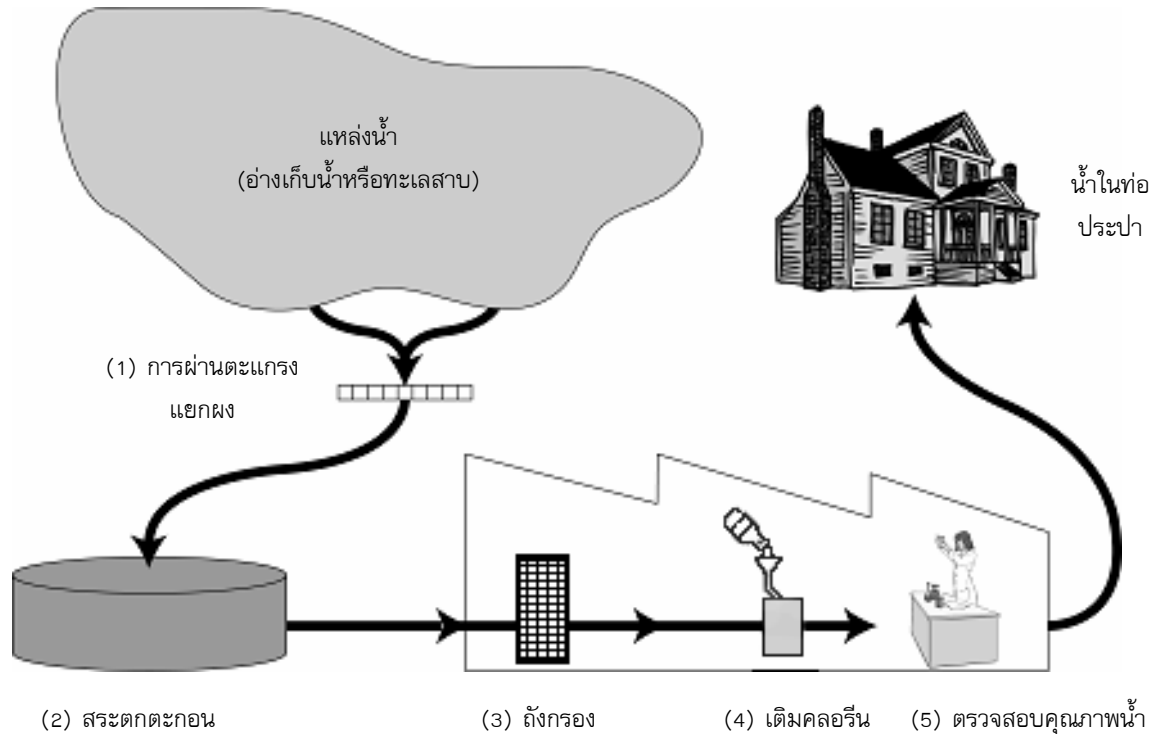 แหล่งน้ำ
(อ่างเก็บน้ำหรือทะเลสาบ)
น้ำในท่อ
ประปา
(1) การผ่านตะแกรง
แยกผง
(2) สระตกตะกอน
(3) ถังกรอง
(4) เติมคลอรีน
(5) ตรวจสอบคุณภาพน้ำ